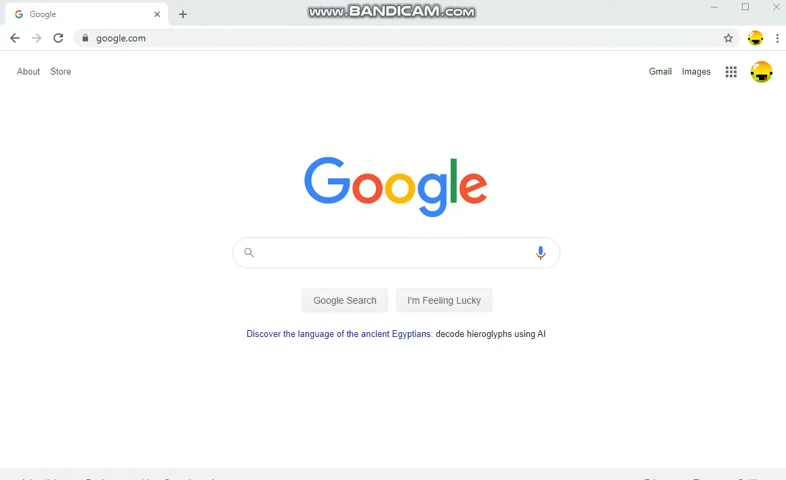 Google
www.BANDICAM.com
google.com
About Store
Gmail Images
Google
Google Search I'm Feeling Lucky
Discover the language of the ancient Egyptians: decode hieroglyphs using AI